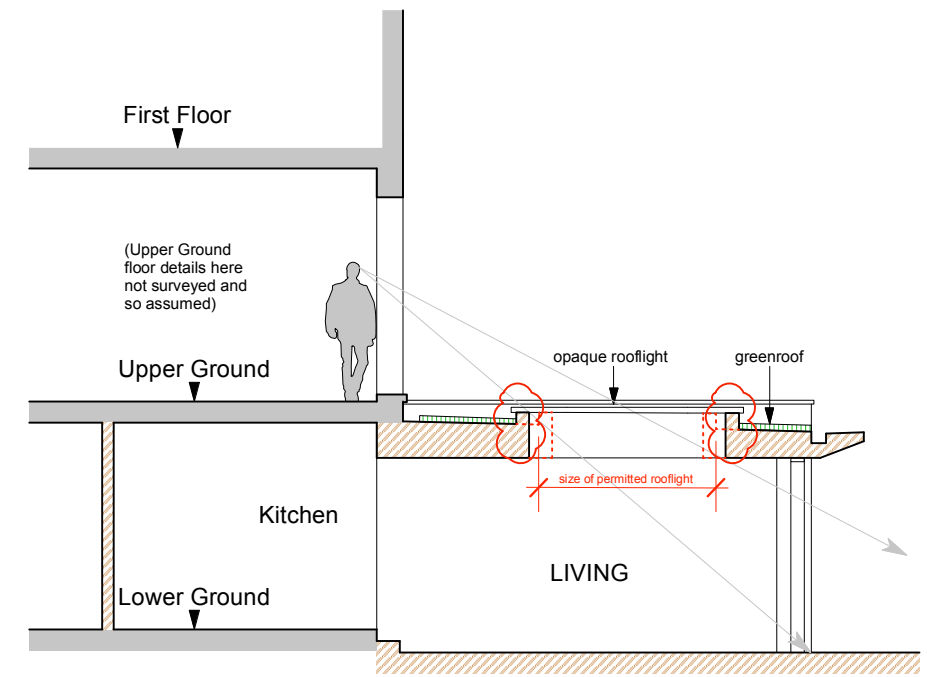 First Floor
(Upper Ground
floor details here
not surveyed and
so assumed)
opaque rooflight
greenroof
Upper Ground
size of permitted rooflight
Kitchen
LIVING
Lower Ground